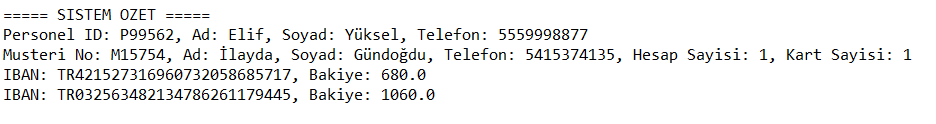 ===== SISTEM OZET =====
Personel ID: P99562, Ad: Elif, Soyad: Yüksel, Telefon: 5559998877
Musteri No: M15754, Ad: İlayda, Soyad: Gündoğdu, Telefon: 5415374135, Hesap Sayisi: 1, Kart Sayisi: 1
IBAN: TR421527316960732058685717, Bakiye: 680.0
IBAN: TR032563482134786261179445, Bakiye: 1060.0